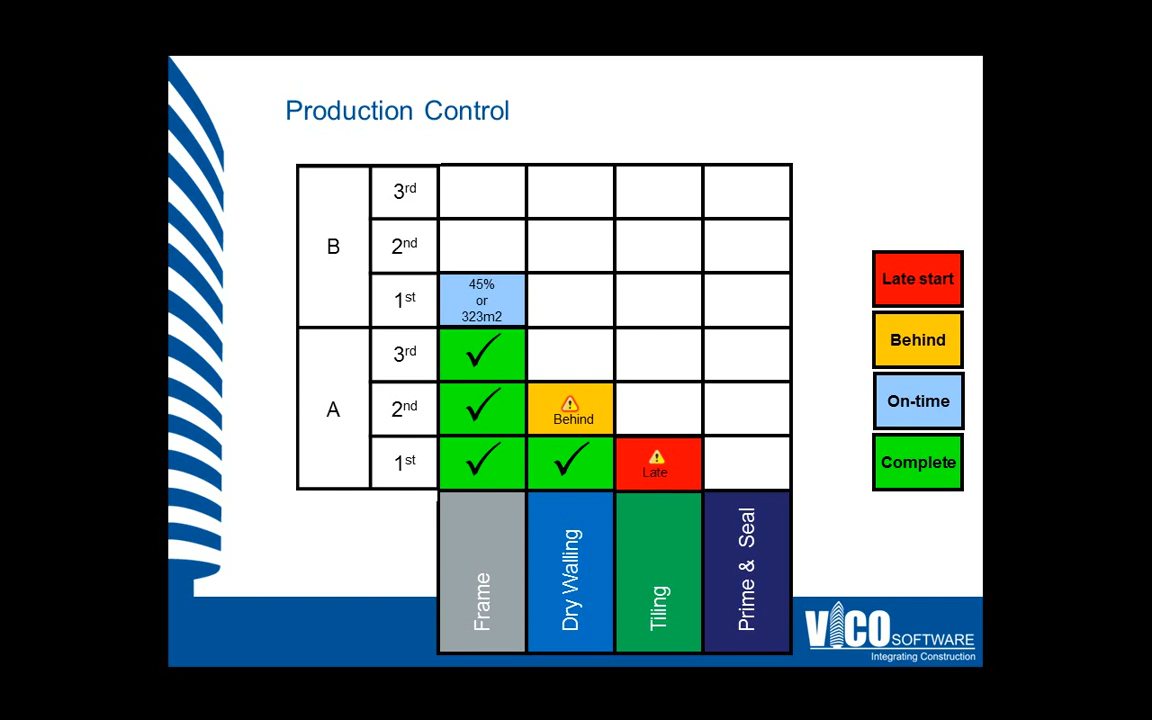 Production Control
B
3rd
2nd
1st
45%
or
323m2
A
3rd
2nd
Behind
1st
Late
Frame
Dry Walling
Tiling
Prime & Seal
Late start
Behind
On-time
Complete
VICO SOFTWARE
Integrating Construction